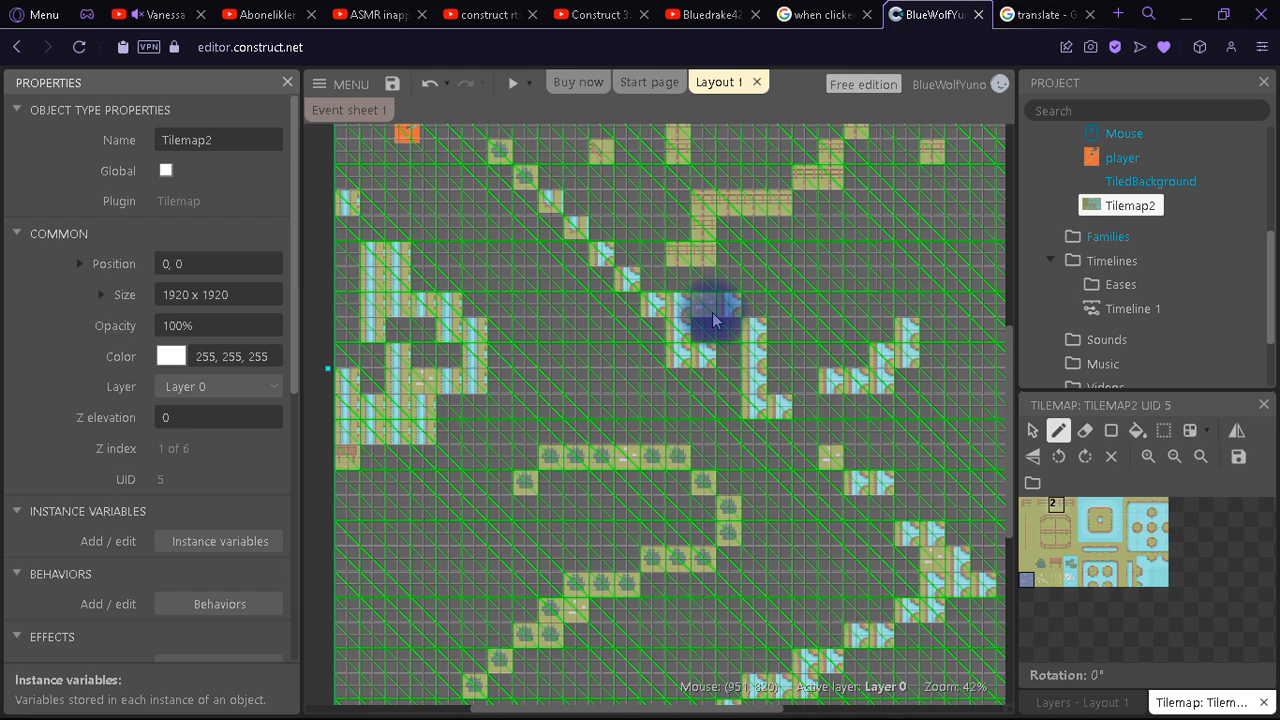 Menu
Vanessa
Abonelikler
ASMR inap
construct rt
Construct 3
Bluedrake42
when clicke
BlueWolfYu
translate - G
VPN
editor.construct.net
PROPERTIES
OBJECT TYPE PROPERTIES
Name
Tilemap2
Global
Plugin
Tilemap
COMMON
Position
0, 0
Size
1920 x 1920
Opacity
100%
Color
255, 255, 255
Layer
Layer 0
Z elevation
0
Z index
1 of 6
UID
5
INSTANCE VARIABLES
Add / edit
Instance variables
BEHAVIORS
Add / edit
Behaviors
EFFECTS
Instance variables:
Variables stored in each instance of an object.
MENU
Buy now
Start page
Layout 1
Free edition
BlueWolfYuno
Event sheet 1
Mouse: (951, 820)
Active layer: Layer 0
Zoom: 42%
PROJECT
Search
Mouse
player
TiledBackground
Tilemap2
Families
Timelines
Eases
Timeline 1
Sounds
Music
Videos
TILEMAP: TILEMAP2 UID 5
2
Rotation: 0°
Layers - Layout 1
Tilemap: Tilem...